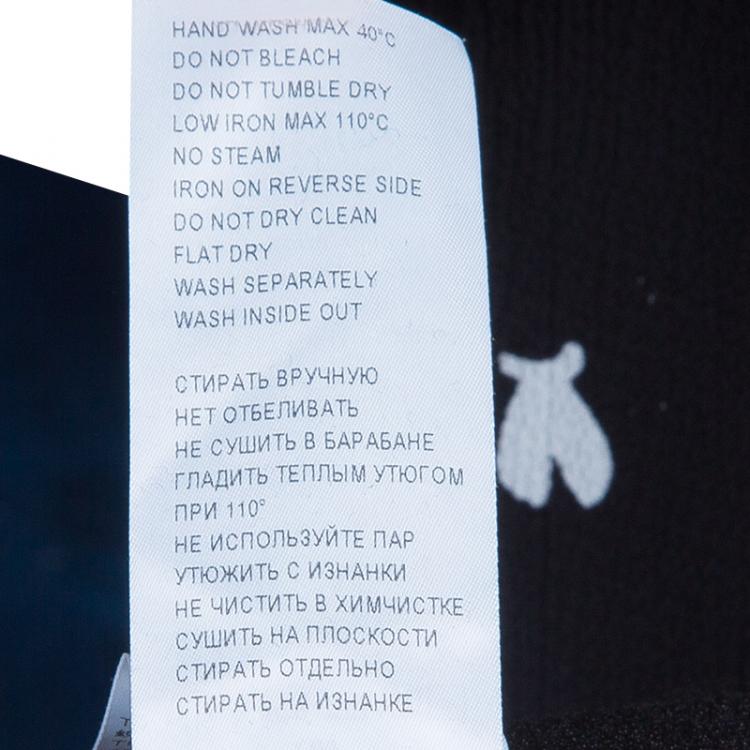 HAND WASH MAX 40°C
DO NOT BLEACH
DO NOT TUMBLE DRY
LOW IRON MAX 110°C
NO STEAM
IRON ON REVERSE SIDE
DO NOT DRY CLEAN
FLAT DRY
WASH SEPARATELY
WASH INSIDE OUT
СТИРАТЬ ВРУЧНУЮ
НЕТ ОТБЕЛИВАТЬ
НЕ СУШИТЬ В БАРАБАНЕ
ГЛАДИТЬ ТЕПЛЫМ УТЮГОМ
ПРИ 110°
НЕ ИСПОЛЬЗУЙТЕ ПАР
УТЮЖИТЬ С ИЗНАНКИ
НЕ ЧИСТИТЬ В ХИМЧИСТКЕ
СУШИТЬ НА ПЛОСКОСТИ
СТИРАТЬ ОТДЕЛЬНО
СТИРАТЬ НА ИЗНАНКЕ